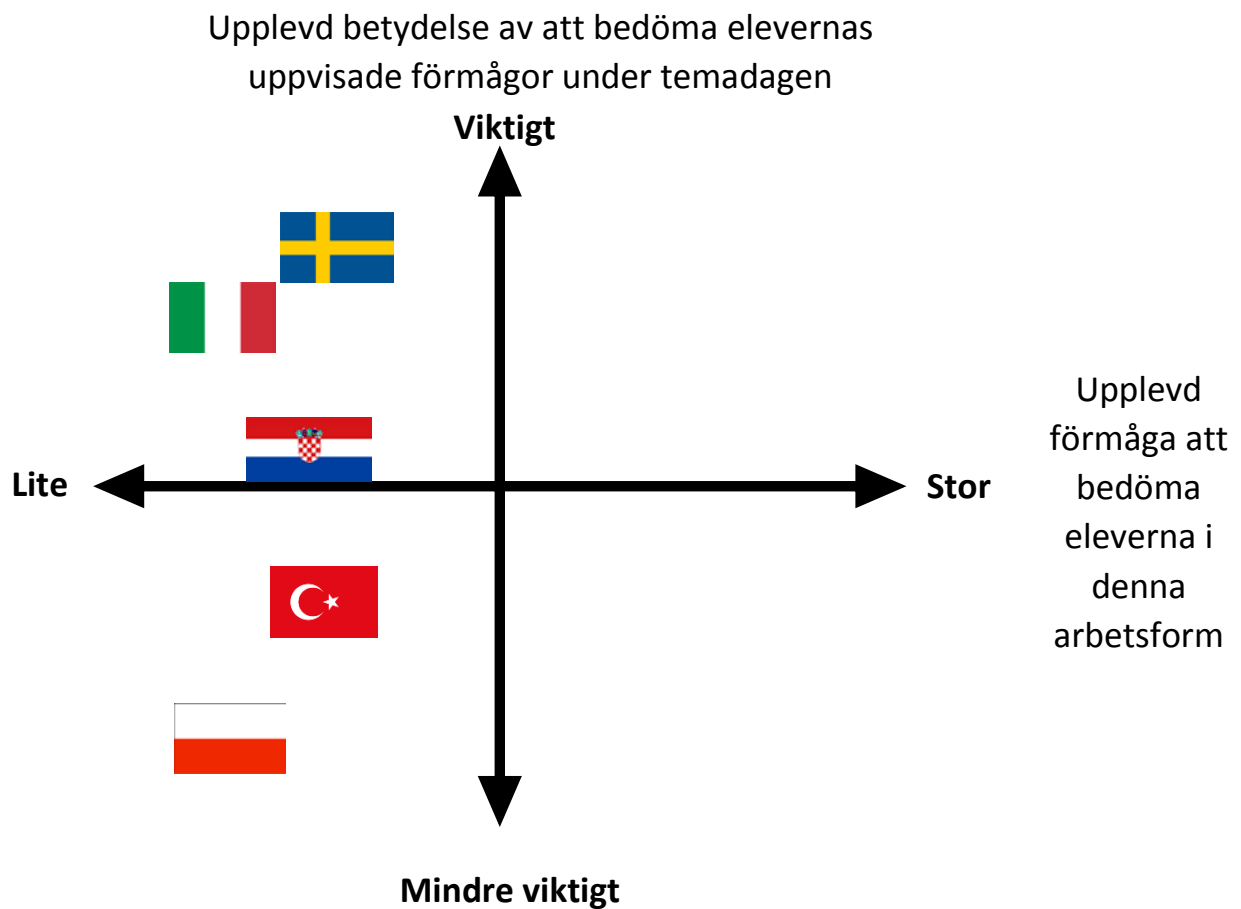 Upplevd betydelse av att bedöma elevernas
uppvisade förmågor under temadagen
Viktigt
Lite
Stor
Upplevd
förmåga att
bedöma
eleverna i
denna
arbetsform
Mindre viktigt